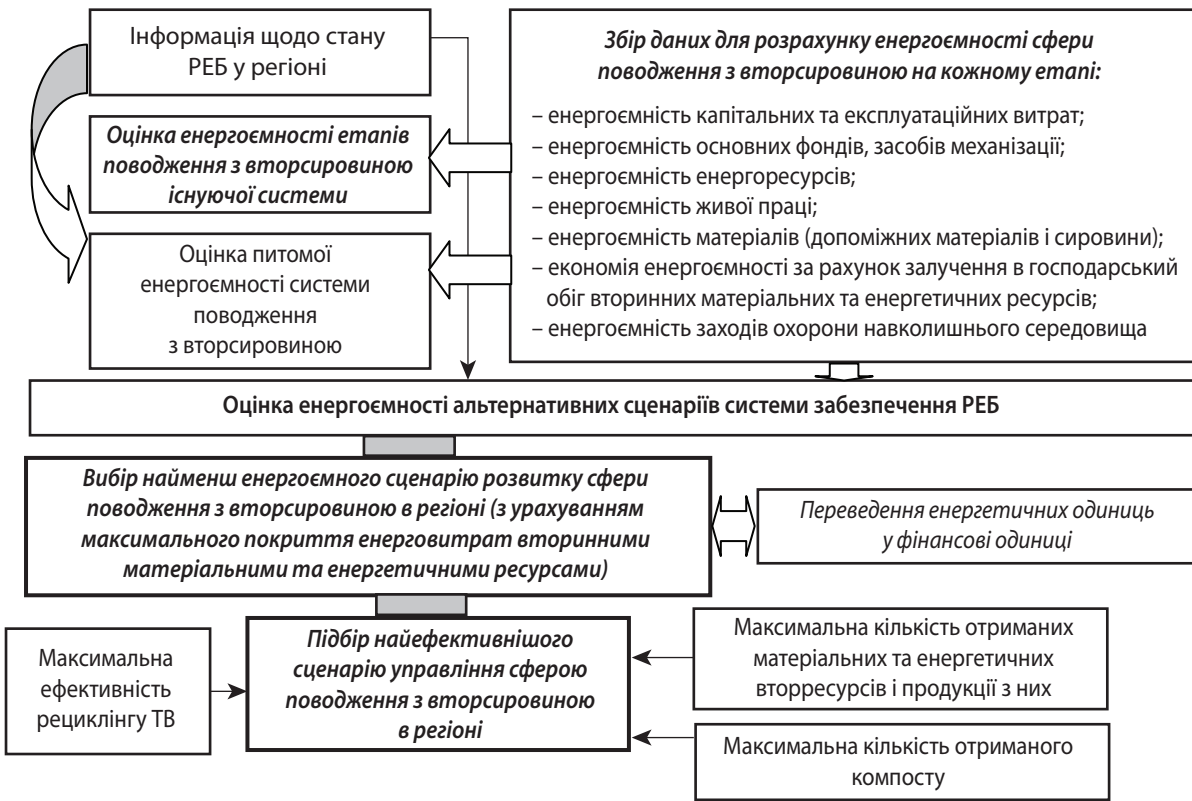 Інформація щодо стану
РЕБ у регіоні
Оцінка енергоємності етапів
поводження з вторсировиною
існуючої системи
Оцінка питомої
енергоємності системи
поводження
з вторсировиною
Збір даних для розрахунку енергоємності сфери
поводження з вторсировиною на кожному етапі:
– енергоємність капітальних та експлуатаційних витрат;
– енергоємність основних фондів, засобів механізації;
– енергоємність енергоресурсів;
– енергоємність живої праці;
– енергоємність матеріалів (допоміжних матеріалів і сировини);
– економія енергоємності за рахунок залучення в господарський
обіг вторинних матеріальних та енергетичних ресурсів;
– енергоємність заходів охорони навколишнього середовища
Оцінка енергоємності альтернативних сценаріїв системи забезпечення РЕБ
Вибір найменш енергоємного сценарію розвитку сфери
поводження з вторсировиною в регіоні (з урахуванням
максимального покриття енерговитрат вторинними
матеріальними та енергетичними ресурсами)
Переведення енергетичних одиниць
у фінансові одиниці
Максимальна
ефективність
рециклінгу ТВ
Підбір найефективнішого
сценарію управління сферою
поводження з вторсировиною
в регіоні
Максимальна кількість отриманих
матеріальних та енергетичних
вторресурсів і продукції з них
Максимальна кількість отриманого
компосту